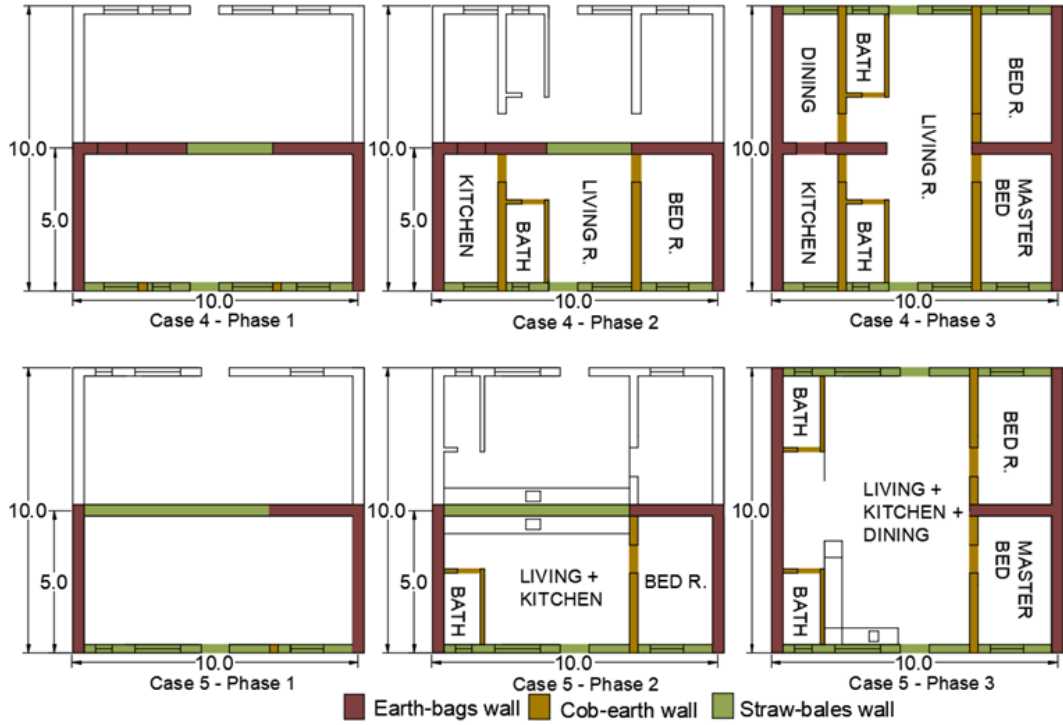 10.0
5.0
10.0
Case 4 - Phase 1
10.0
5.0
KITCHEN
BATH
LIVING R.
BED R.
10.0
Case 4 - Phase 2
10.0
DINING
BATH
LIVING R.
BED R.
KITCHEN
BATH
MASTER
BED
10.0
Case 4 - Phase 3
10.0
5.0
10.0
Case 5 - Phase 1
10.0
5.0
BATH
LIVING +
KITCHEN
BED R.
10.0
Case 5 - Phase 2
10.0
BATH
BED R.
LIVING +
KITCHEN +
DINING
BATH
MASTER
BED
10.0
Case 5 - Phase 3
Earth-bags wall
Cob-earth wall
Straw-bales wall